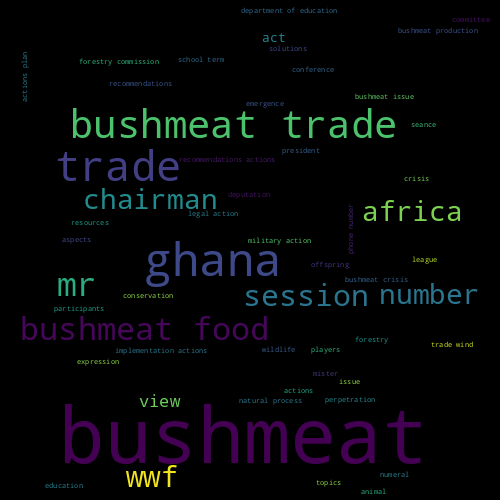 department of education
committee
bushmeat production
act
solutions
forestry commission
school term
actions plan
conference
recommendations
bushmeat issue
emergence
bushmeat trade
seance
president
trade
recommendations actions
crisis
chairman
deputation
africa
legal action
phone number
resources
aspects
military action
ghana
league
offspring
bushmeat crisis
mr
session
number
conservation
participants
bushmeat food
forestry
trade wind
implementation actions
wildlife
players
expression
mister
issue
actions
view
natural process
perpetration
bushmeat
wwf
numeral
education
topics
animal